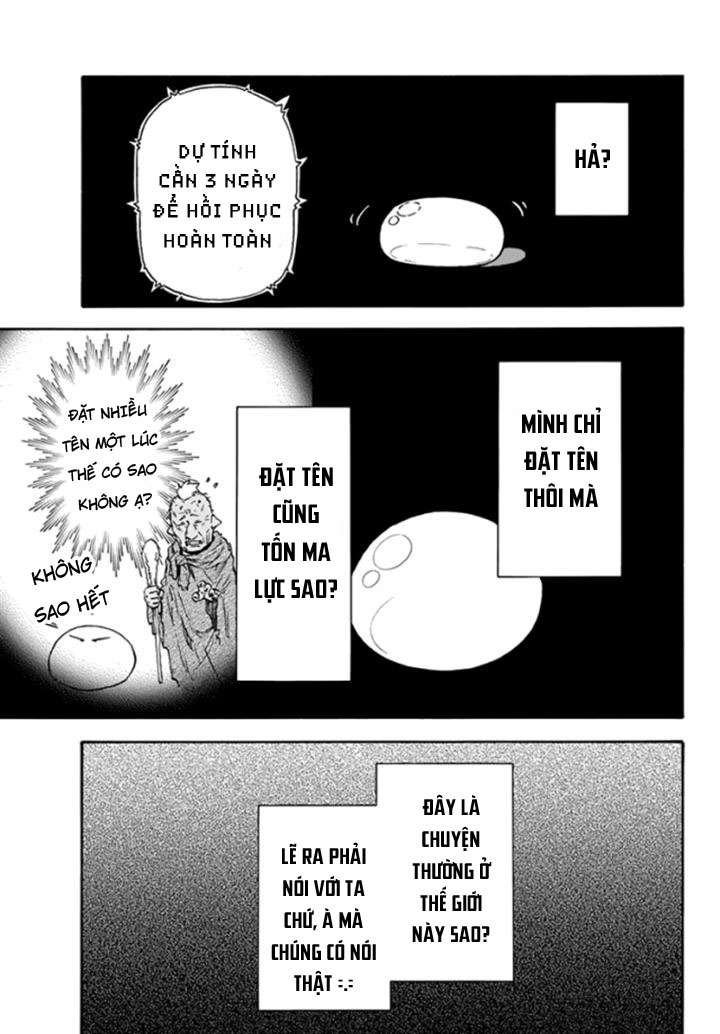 HẢ?
DỰ TÍNH
CẦN 3 NGÀY
ĐỂ HỒI PHỤC
HOÀN TOÀN
MÌNH CHỈ
ĐẶT TÊN
THÔI MÀ
ĐẶT TÊN
CŨNG
TỐN MA
LỰC SAO?
ĐẶT NHIỀU
TÊN MỘT LÚC
THẾ CÓ SAO
KHÔNG Ạ?
KHÔNG
SAO HẾT
ĐÂY LÀ
CHUYỆN
THƯỜNG Ở
THẾ GIỚI
NÀY SAO?
LẼ RA PHẢI
NÓI VỚI TA
CHỨ, À MÀ
CHÚNG CÓ NÓI
THẬT =.=